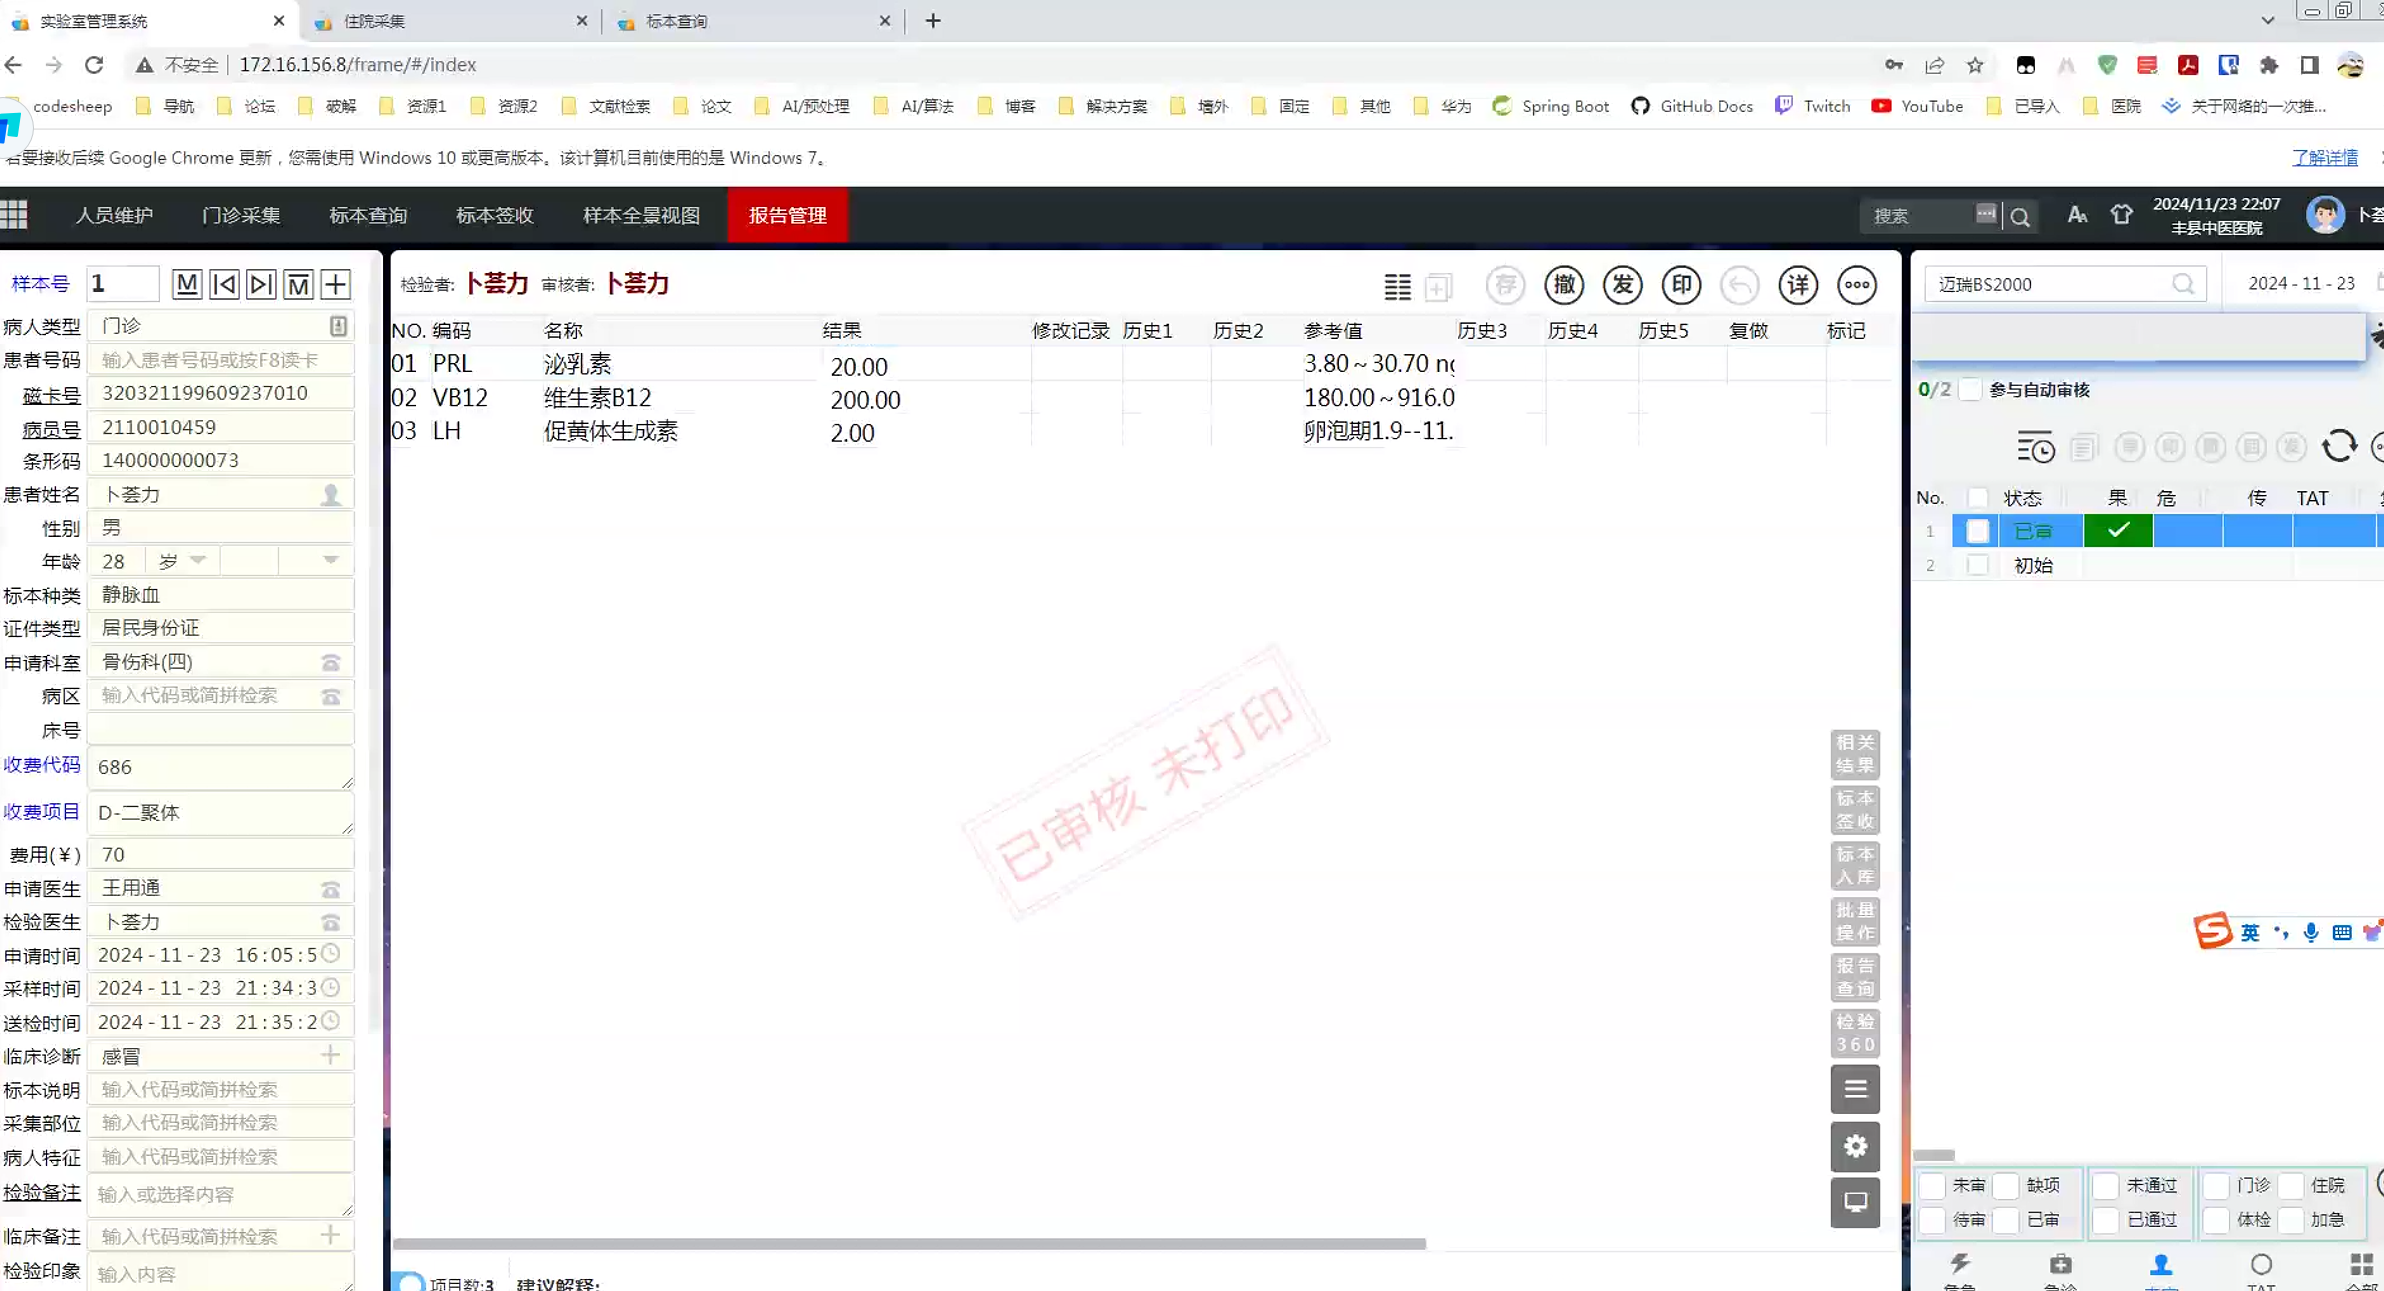 实验室管理系统
住院采集
标本查询
不安全
172.16.156.8/frame/#/index
codesheep
导航
论坛
破解
资源1
资源2
文献检索
论文
AI/预处理
AI/算法
博客
解决方案
墙外
固定
其他
华为
Spring Boot
GitHub Docs
Twitch
YouTube
已导入
医院
关于网络的一次推...
若要接收后续 Google Chrome 更新，您需使用 Windows 10 或更高版本。该计算机目前使用的是 Windows 7。
了解详情
人员维护
门诊采集
标本查询
标本签收
样本全景视图
报告管理
搜索
2024/11/23 22:07
丰县中医医院
样本号 1
病人类型 门诊
患者号码 输入患者号码或按F8读卡
磁卡号 320321199609237010
病员号 2110010459
条形码 140000000073
患者姓名 卜荟力
性别 男
年龄 28 岁
标本种类 静脉血
证件类型 居民身份证
申请科室 骨伤科(四)
病区 输入代码或简拼检索
床号
收费代码 686
收费项目 D-二聚体
费用(¥) 70
申请医生 王用通
检验医生 卜荟力
申请时间 2024-11-23 16:05:5
采样时间 2024-11-23 21:34:3
送检时间 2024-11-23 21:35:2
临床诊断 感冒
标本说明 输入代码或简拼检索
采集部位 输入代码或简拼检索
病人特征 输入代码或简拼检索
检验备注 输入或选择内容
临床备注 输入代码或简拼检索
检验印象 输入内容
检验者: 卜荟力 审核者: 卜荟力
存 撤 发 印 详
NO. 编码 名称 结果 修改记录 历史1 历史2 参考值 历史3 历史4 历史5 复做 标记
01 PRL 泌乳素 20.00 3.80～30.70 ng
02 VB12 维生素B12 200.00 180.00～916.0
03 LH 促黄体生成素 2.00 卵泡期1.9--11.
已审核 未打印
相关结果
标本签收
标本入库
批量操作
报告查询
检验360
项目数:3
建议解释:
迈瑞BS2000
2024-11-23
0/2 参与自动审核
No. 状态 果 危 传 TAT
1 已审
2 初始
英
未审 缺项 未通过 门诊 住院
待审 已审 已通过 体检 加急